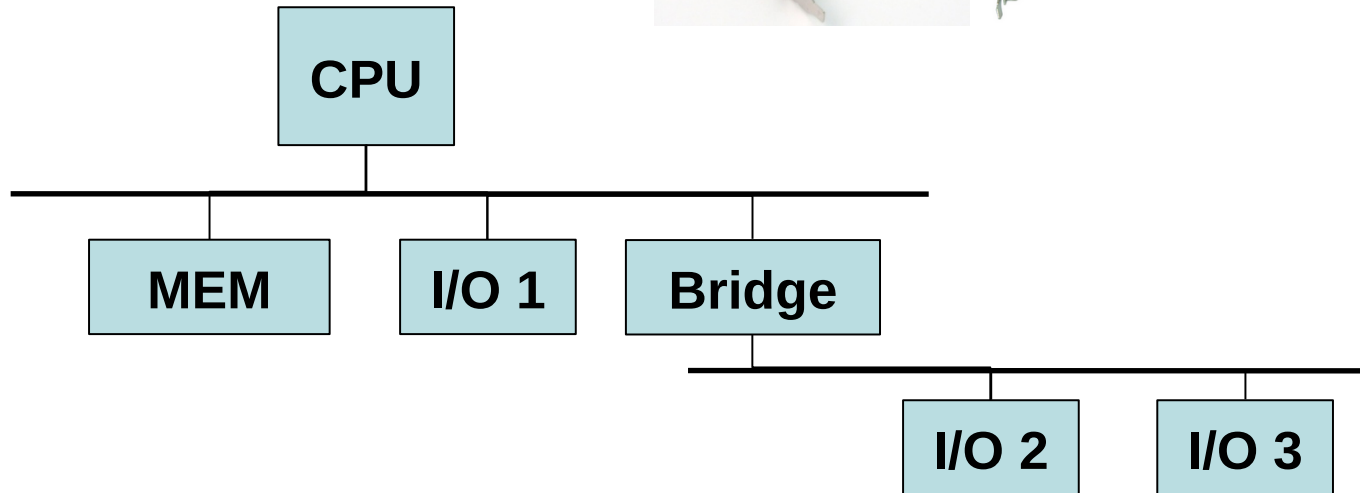 CPU
MEM
I/O 1
Bridge
I/O 2
I/O 3